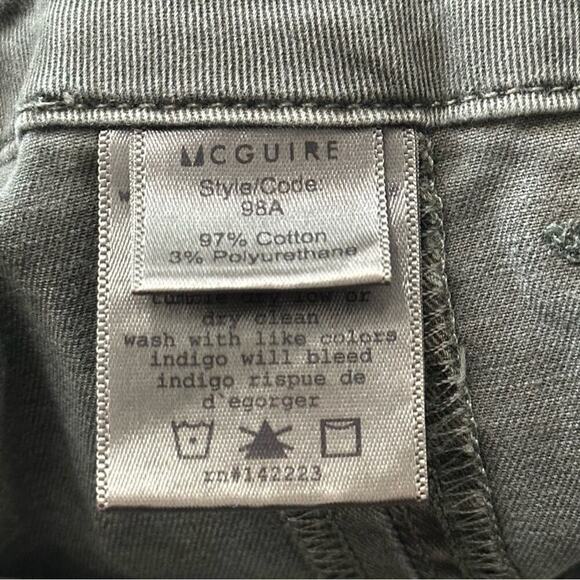 MCGUIRE
Style/Code:
98A
97% Cotton
3% Polyurethane
tumble dry low or
dry clean
wash with like colors
indigo will bleed
indigo rispue de
d`egorger
rn#142223